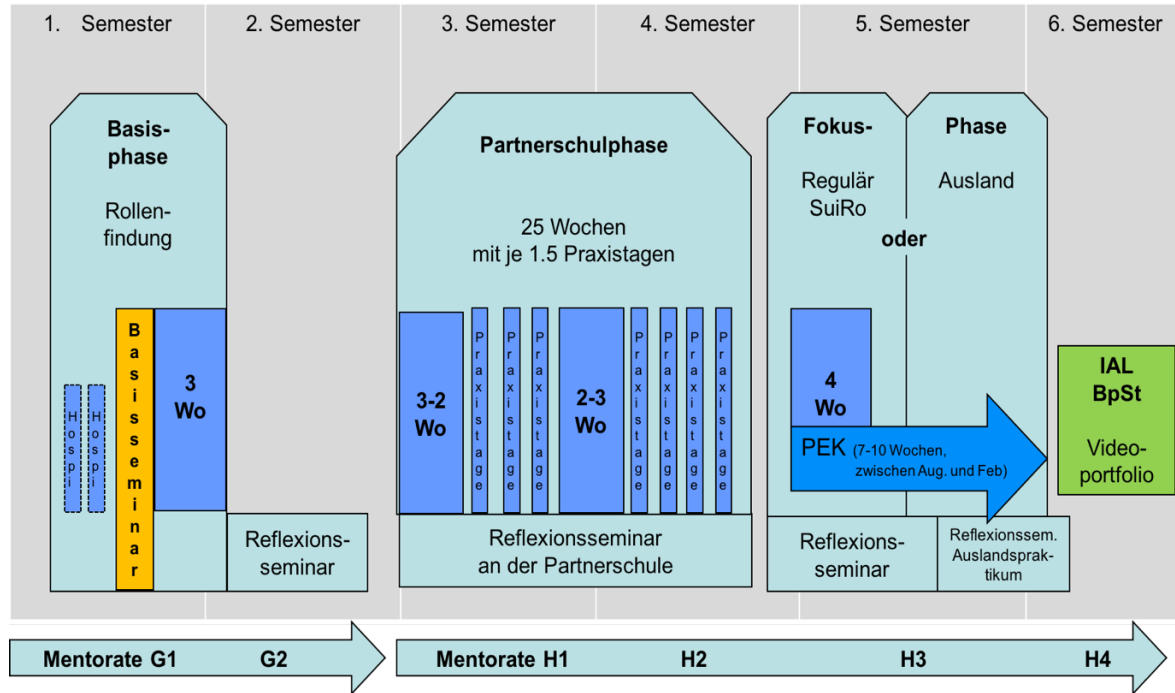 1. Semester
2. Semester
3. Semester
4. Semester
5. Semester
6. Semester
Basis-
phase
Rollen-
findung
Hospi
Hospi
Basisseminar
3
Wo
Reflexions-
seminar
Partnerschulphase
25 Wochen
mit je 1.5 Praxistagen
3-2
Wo
Praxistage
Praxistage
Praxistage
2-3
Wo
Praxistage
Praxistage
Praxistage
Praxistage
Reflexionsseminar
an der Partnerschule
Fokus-
Phase
Regulär
SuiRo
Ausland
oder
4
Wo
PEK (7-10 Wochen,
zwischen Aug. und Feb)
Reflexions-
seminar
Reflexionssem.
Auslandsprak-
tikum
IAL
BpSt
Video-
portfolio
Mentorate G1
G2
Mentorate H1
H2
H3
H4